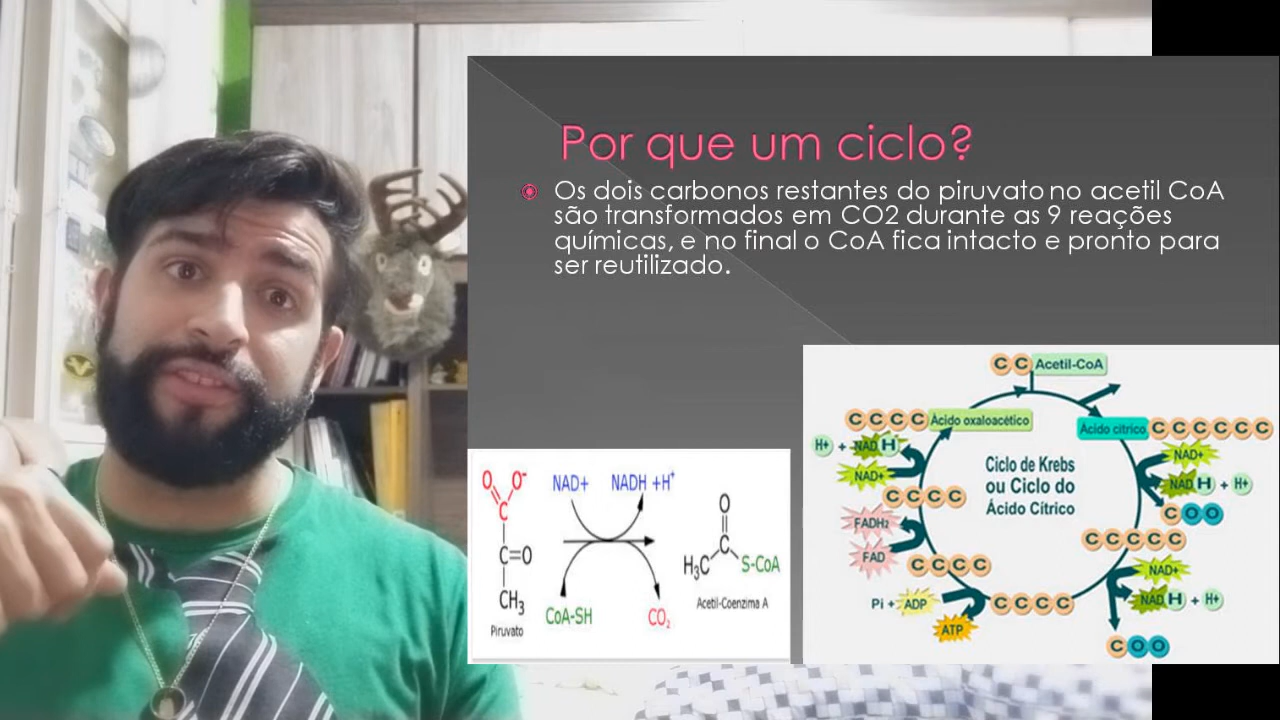 Por que um ciclo?
Os dois carbonos restantes do piruvato no acetil CoA
são transformados em CO2 durante as 9 reações
químicas, e no final o CoA fica intacto e pronto para
ser reutilizado.
O O-
C
C=O
CH3
Piruvato
NAD+ NADH +H+
CoA-SH CO2
O
C
H3C S-CoA
Acetil-Coenzima A
C C Acetil-CoA
C C C C Ácido oxaloacético
Ácido cítrico C C C C C C
H+ + NAD H
NAD+
NAD+
NAD H + H+
C O O
Ciclo de Krebs
ou Ciclo do
Ácido Cítrico
C C C C
FADH2
FAD
C C C C C
C C C C
NAD+
NAD H + H+
Pi + ADP
C C C C
ATP
C O O